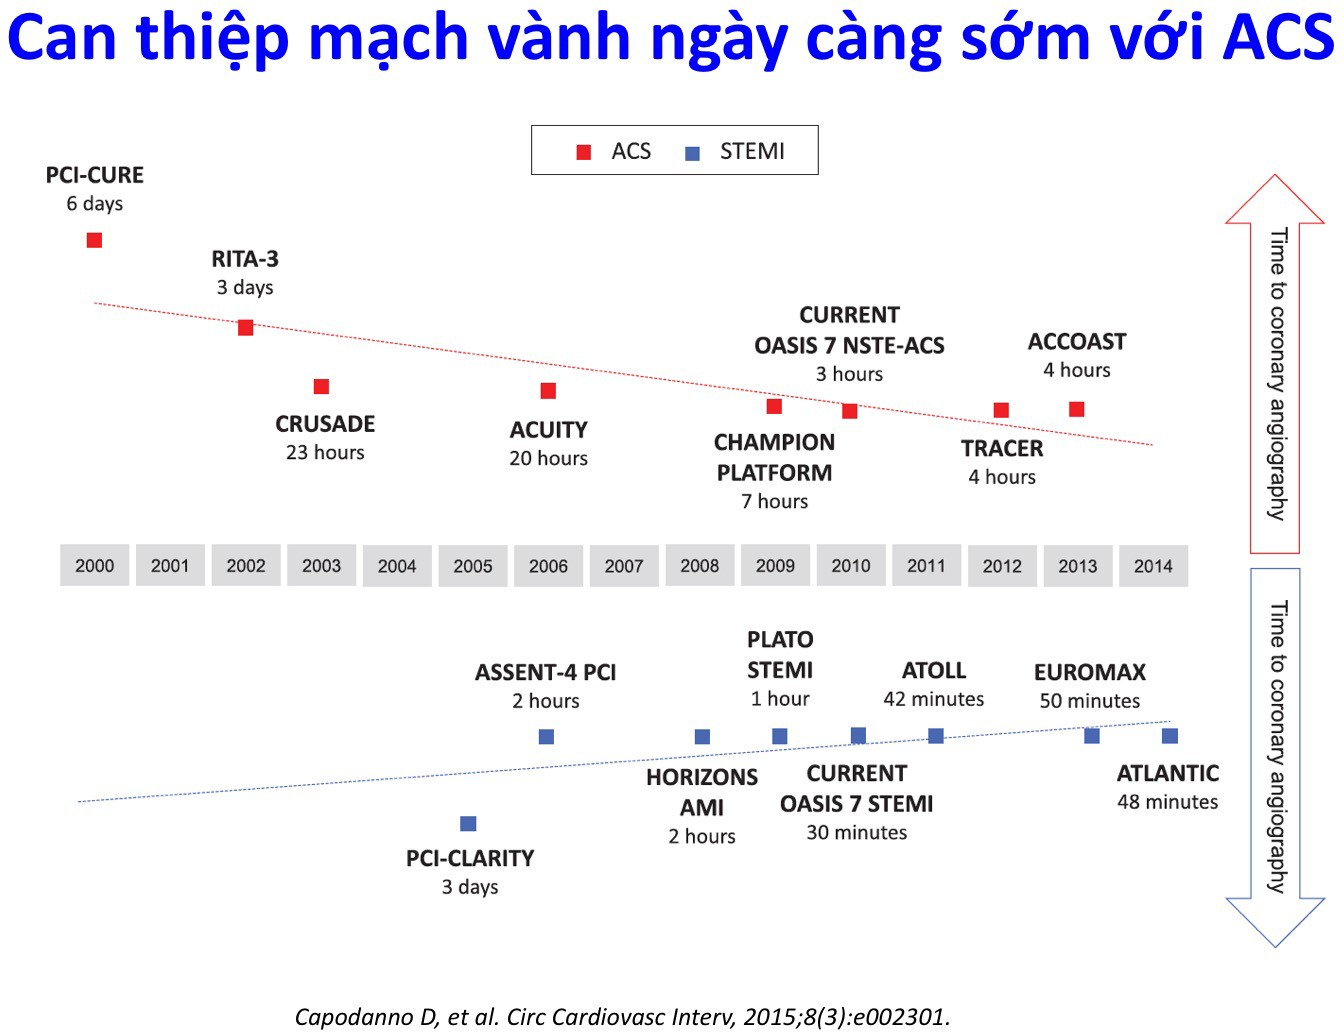 Can thiệp mạch vành ngày càng sớm với ACS
ACS
STEMI
PCI-CURE
6 days
RITA-3
3 days
CRUSADE
23 hours
ACUITY
20 hours
CHAMPION
PLATFORM
7 hours
CURRENT
OASIS 7 NSTE-ACS
3 hours
TRACER
4 hours
ACCOAST
4 hours
Time to coronary angiography
2000 2001 2002 2003 2004 2005 2006 2007 2008 2009 2010 2011 2012 2013 2014
PCI-CLARITY
3 days
ASSENT-4 PCI
2 hours
HORIZONS
AMI
2 hours
PLATO
STEMI
1 hour
CURRENT
OASIS 7 STEMI
30 minutes
ATOLL
42 minutes
EUROMAX
50 minutes
ATLANTIC
48 minutes
Time to coronary angiography
Capodanno D, et al. Circ Cardiovasc Interv, 2015;8(3):e002301.